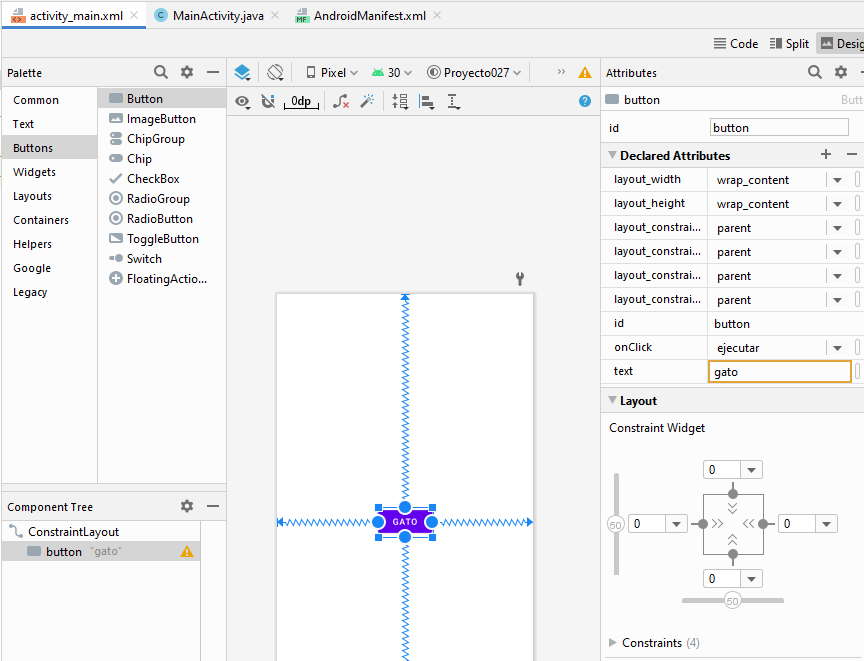 activity_main.xml
MainActivity.java
AndroidManifest.xml
Code
Split
Desig
Palette
Pixel
30
Proyecto027
Attributes
0dp
Common
Text
Buttons
Widgets
Layouts
Containers
Helpers
Google
Legacy
Button
ImageButton
ChipGroup
Chip
CheckBox
RadioGroup
RadioButton
ToggleButton
Switch
FloatingActio...
GATO
Component Tree
ConstraintLayout
button "gato"
button Butt
id button
Declared Attributes
layout_width wrap_content
layout_height wrap_content
layout_constrai... parent
layout_constrai... parent
layout_constrai... parent
layout_constrai... parent
id button
onClick ejecutar
text gato
Layout
Constraint Widget
0
50
0
0
0
50
Constraints (4)